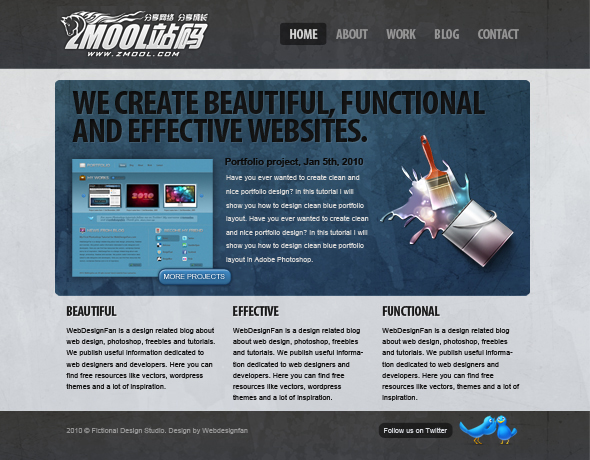 分享网络 分享成长
ZMOOL站码
WWW.ZMOOL.COM
HOME ABOUT WORK BLOG CONTACT
WE CREATE BEAUTIFUL, FUNCTIONAL
AND EFFECTIVE WEBSITES.
Portfolio project, Jan 5th, 2010
Have you ever wanted to create clean and
nice portfolio design? In this tutorial I will
show you how to design clean blue portfolio
layout. Have you ever wanted to create clean
and nice portfolio design? In this tutorial I will
show you how to design clean blue portfolio
layout in Adobe Photoshop.
2010
MORE PROJECTS
BEAUTIFUL
WebDesignFan is a design related blog about
web design, photoshop, freebies and tutorials.
We publish useful information dedicated to
web designers and developers. Here you can
find free resources like vectors, wordpress
themes and a lot of inspiration.
EFFECTIVE
WebDesignFan is a design related blog
about web design, photoshop, freebies
and tutorials. We publish useful informa-
tion dedicated to web designers and
developers. Here you can find free
resources like vectors, wordpress
themes and a lot of inspiration.
FUNCTIONAL
WebDesignFan is a design related blog
about web design, photoshop, freebies
and tutorials. We publish useful informa-
tion dedicated to web designers and
developers. Here you can find free
resources like vectors, wordpress
themes and a lot of inspiration.
2010 © Fictional Design Studio. Design by Webdesignfan
Follow us on Twitter